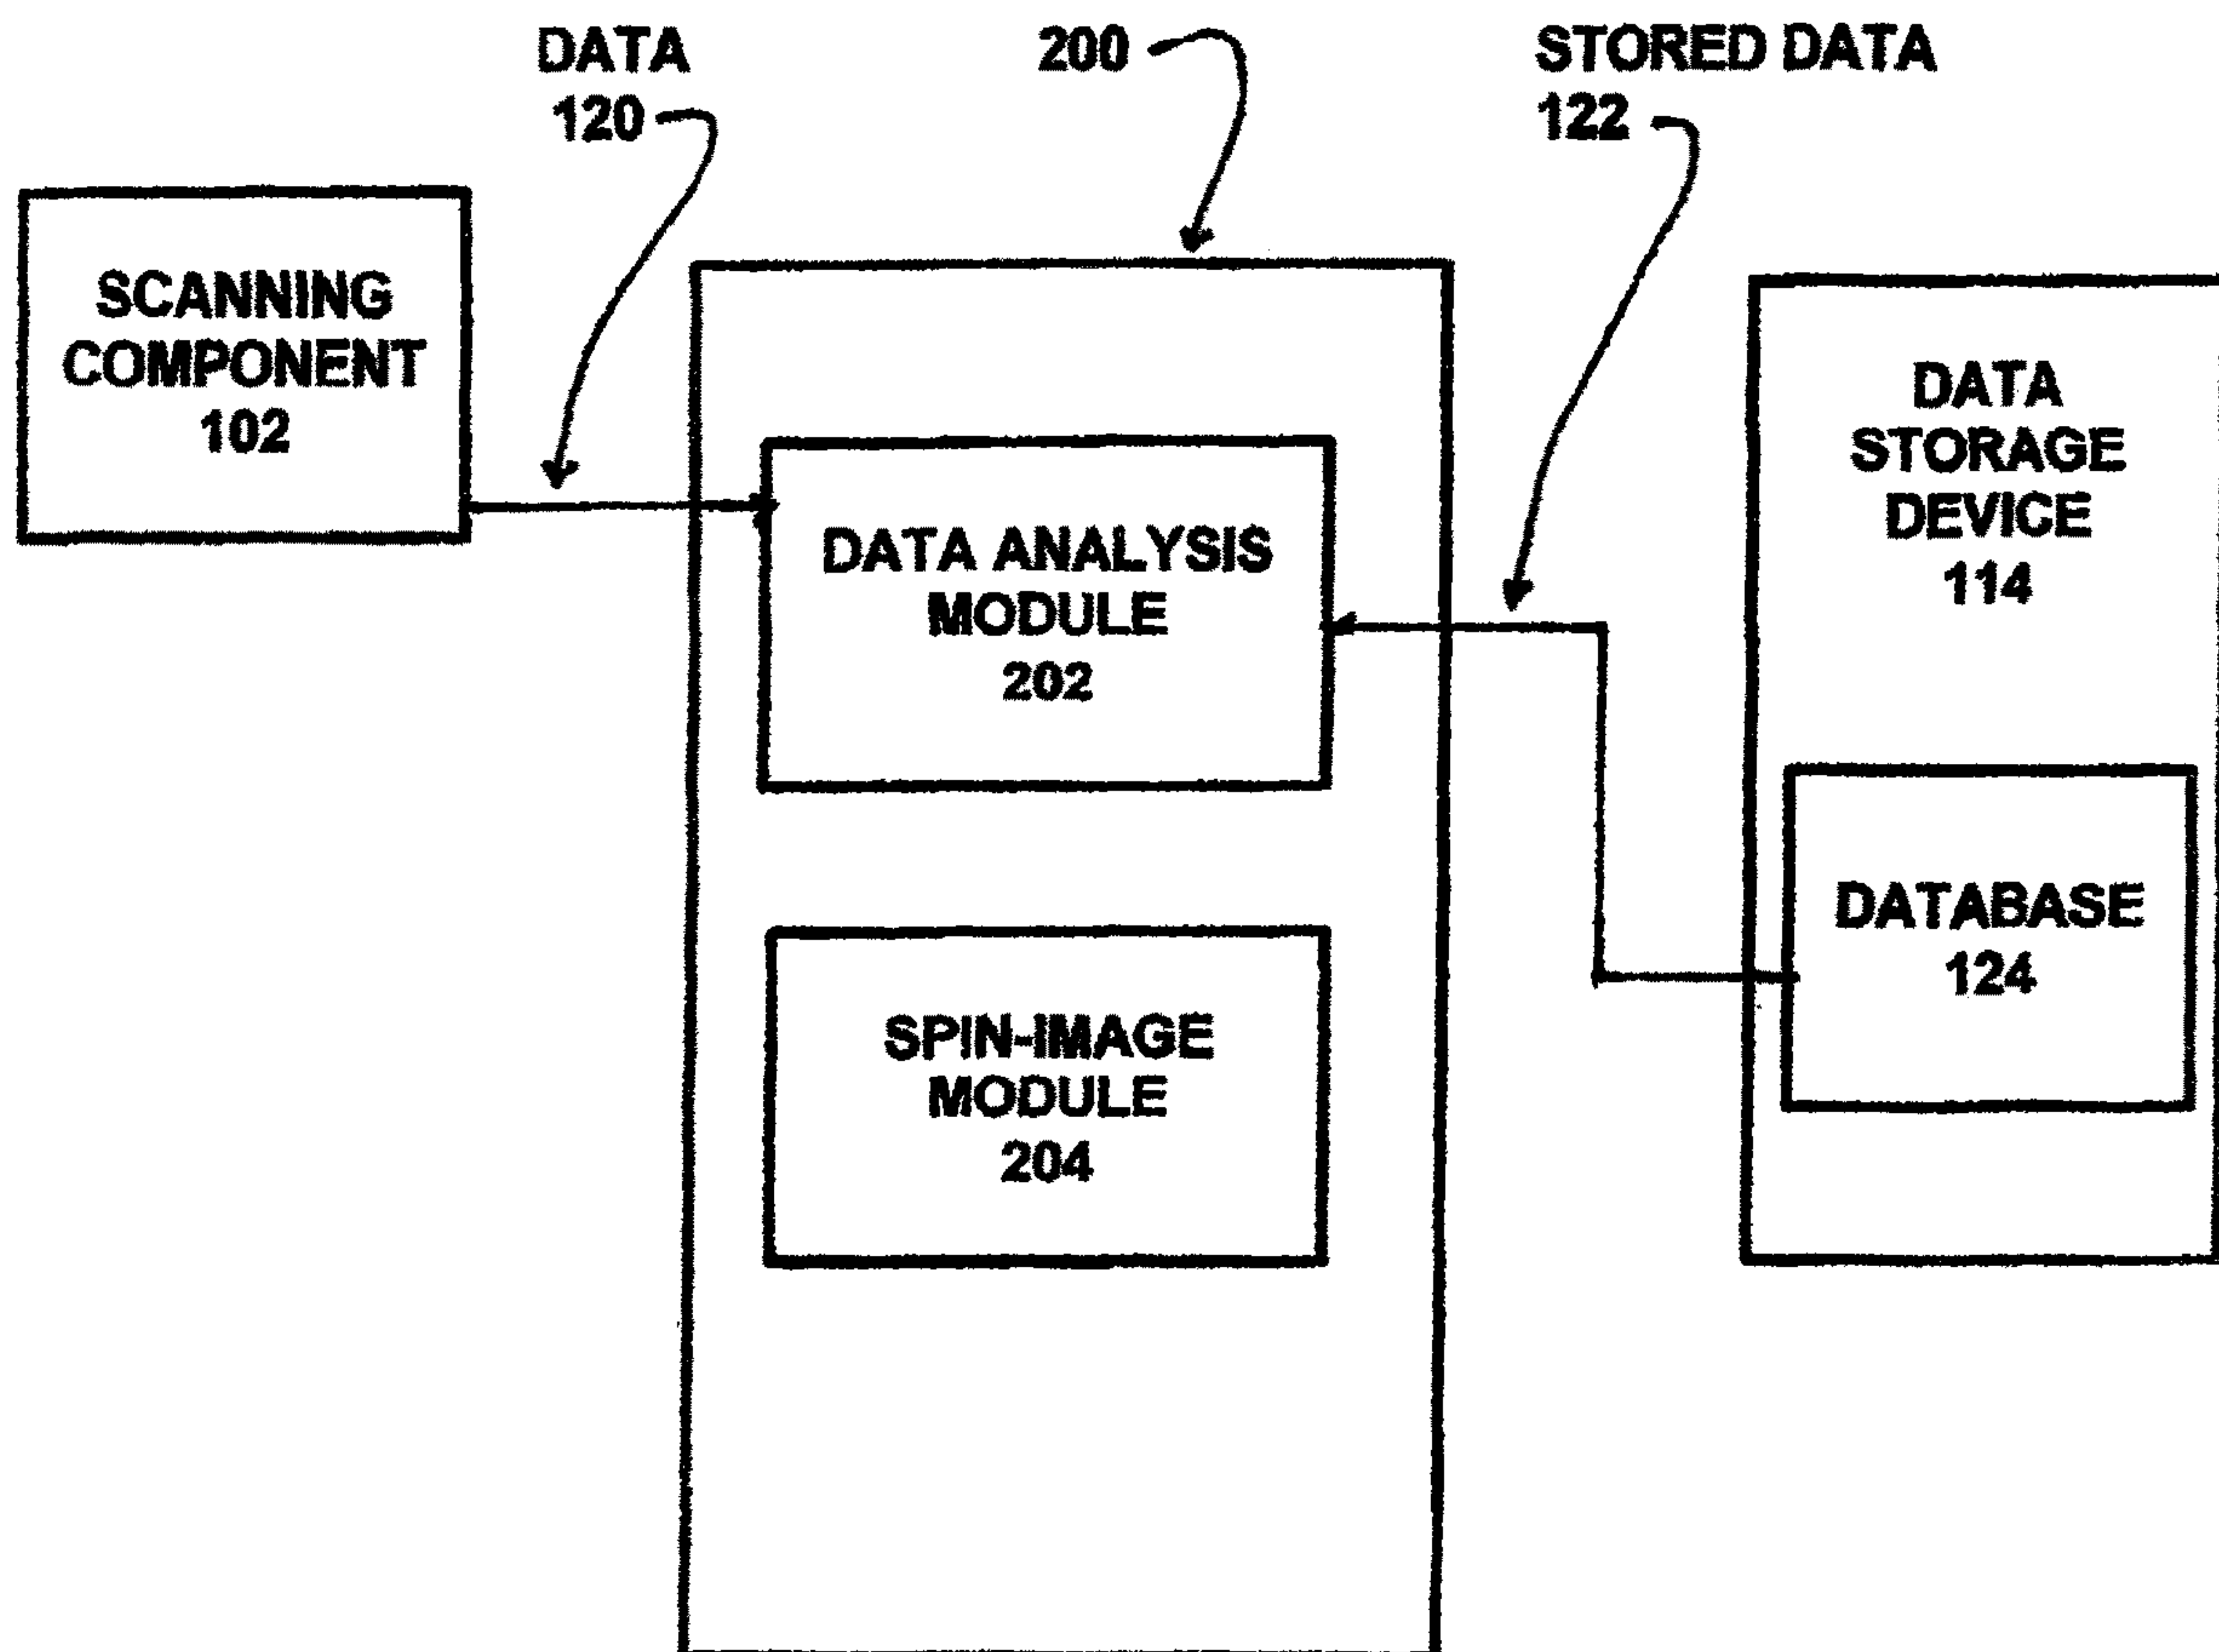 DATA
120
200
STORED DATA
122
SCANNING
COMPONENT
102
DATA ANALYSIS
MODULE
202
SPIN-IMAGE
MODULE
204
DATA
STORAGE
DEVICE
114
DATABASE
124